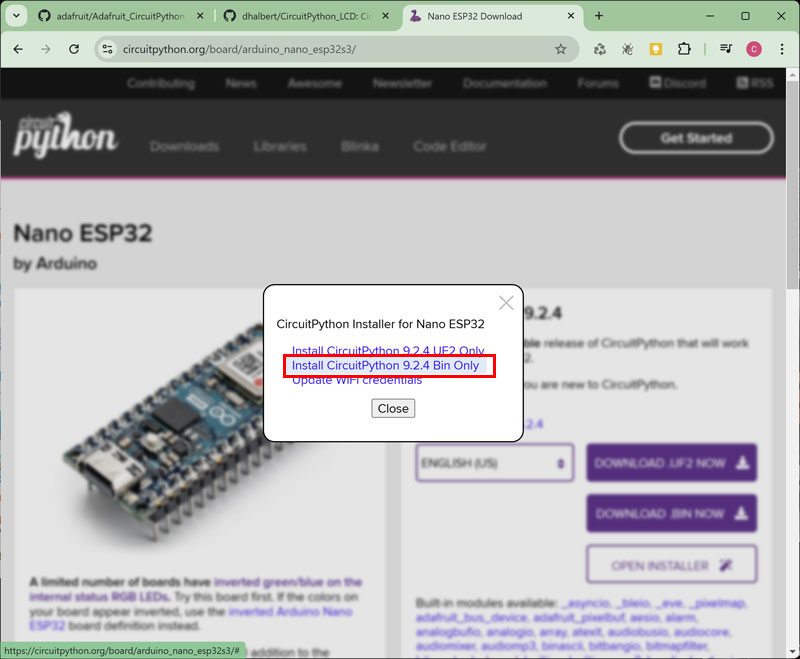 adafruit/Adafruit_CircuitPython_
dhalbert/CircuitPython_LCD: Ci
Nano ESP32 Download
circuitpython.org/board/arduino_nano_esp32s3/
C
Contributing
News
Awesome
Newsletter
Documentation
Forums
Discord
RSS
circuit
python
Downloads
Libraries
Blinka
Code Editor
Get Started
Nano ESP32
by Arduino
CircuitPython Installer for Nano ESP32
Install CircuitPython 9.2.4 UF2 Only
Install CircuitPython 9.2.4 Bin Only
Update WiFi credentials
Close
9.2.4
release of CircuitPython that will work
2.
you are new to CircuitPython.
.2.4
ENGLISH (US)
DOWNLOAD .UF2 NOW
DOWNLOAD .BIN NOW
OPEN INSTALLER
A limited number of boards have inverted green/blue on the
internal status RGB LEDs. Try this board first. If the colors on
your board appear inverted, use the inverted Arduino Nano
ESP32 board definition instead.
addition to the
Built-in modules available: _asyncio, _bleio, _eve, _pixelmap,
adafruit_bus_device, adafruit_pixelbuf, aesio, alarm,
analogbufio, analogio, array, atexit, audiobusio, audiocore,
audiomixer, audiomp3, binascii, bitbangio, bitmapfilter,
https://circuitpython.org/board/arduino_nano_esp32s3/#